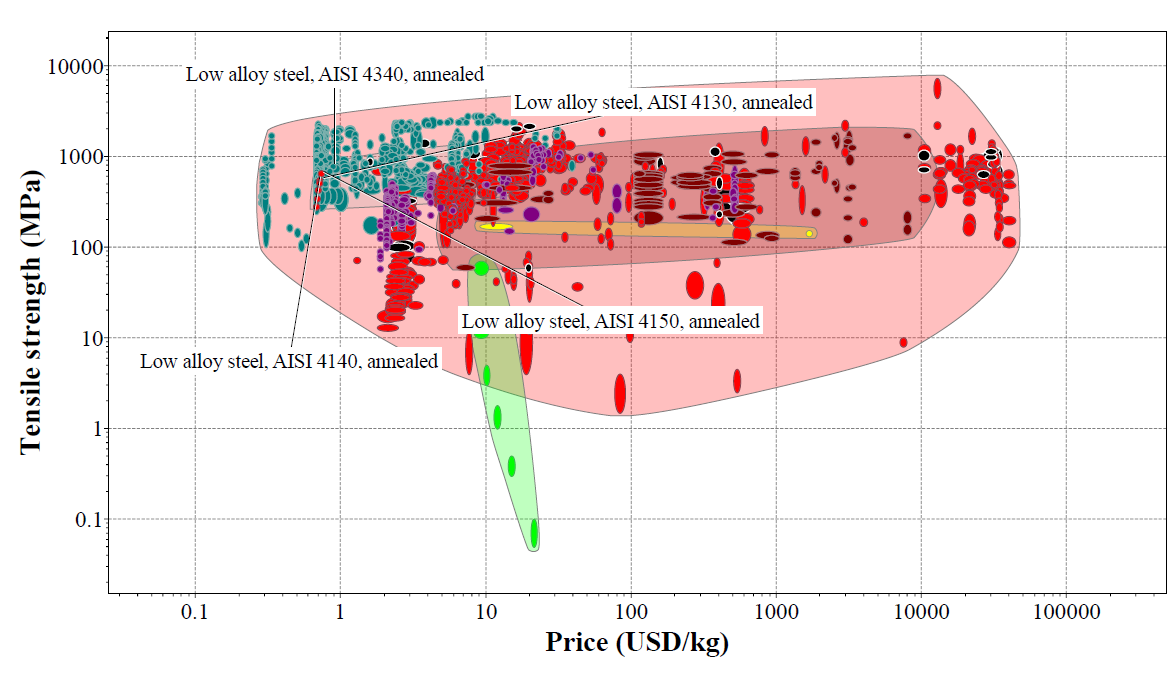 10000
Low alloy steel, AISI 4340, annealed
Low alloy steel, AISI 4130, annealed
1000
Tensile strength (MPa)
100
Low alloy steel, AISI 4150, annealed
10
Low alloy steel, AISI 4140, annealed
1
0.1
0.1 1 10 100 1000 10000 100000
Price (USD/kg)